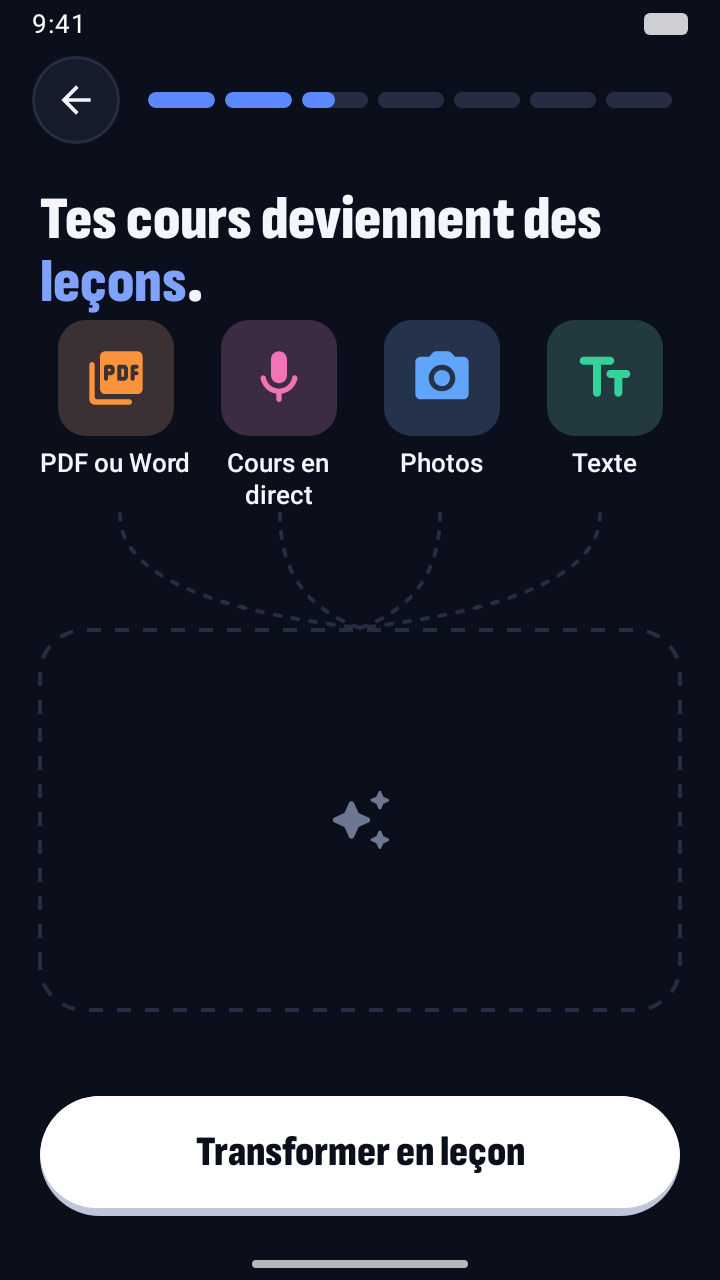 9:41
Tes cours deviennent des
leçons.
PDF
PDF ou Word
Cours en
direct
Photos
Tт
Texte
Transformer en leçon